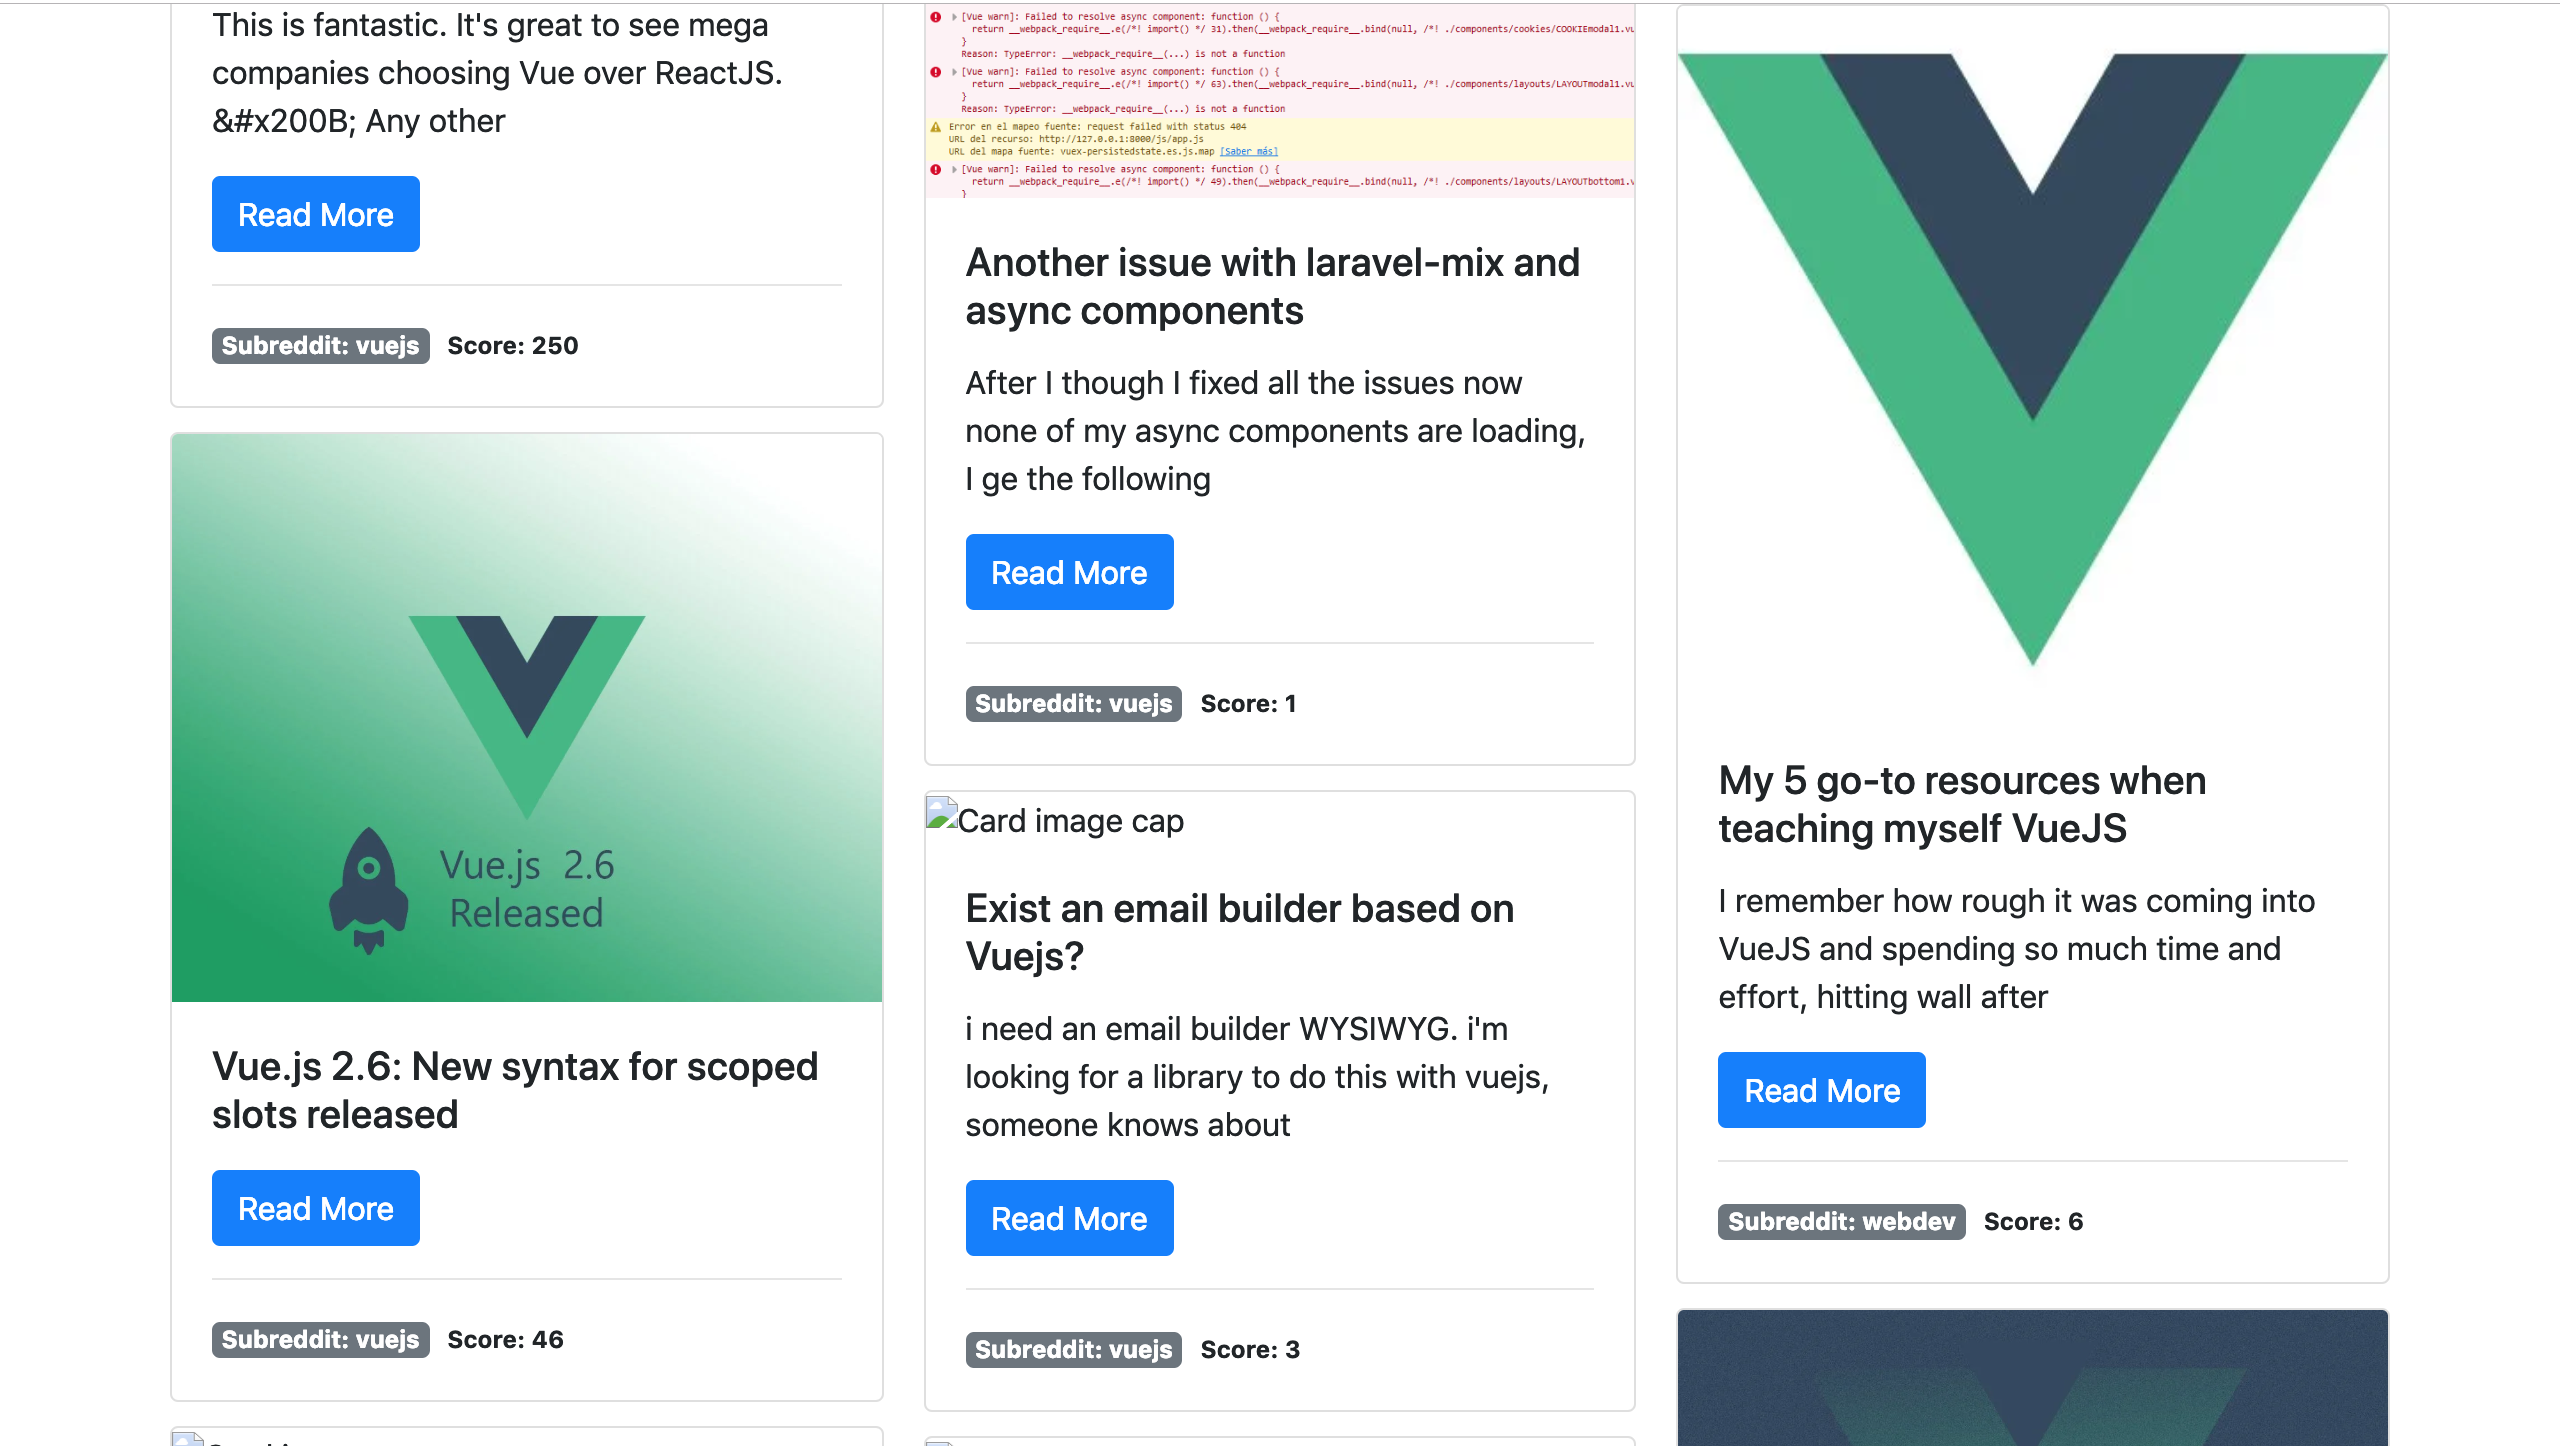 This is fantastic. It's great to see mega
companies choosing Vue over ReactJS.
&#x200B; Any other
Read More
Subreddit: vuejs Score: 250
Vue.js 2.6
Released
Vue.js 2.6: New syntax for scoped
slots released
Read More
Subreddit: vuejs Score: 46
[Vue warn]: Failed to resolve async component: function () {
return __webpack_require__.e(/*! import() */ 31).then(__webpack_require__.bind(null, /*! ./components/cookies/COOKIEmodal1.vu
}
Reason: TypeError: __webpack_require__(...) is not a function
[Vue warn]: Failed to resolve async component: function () {
return __webpack_require__.e(/*! import() */ 63).then(__webpack_require__.bind(null, /*! ./components/layouts/LAYOUTmodal1.vu
}
Reason: TypeError: __webpack_require__(...) is not a function
Error en el mapeo fuente: request failed with status 404
URL del recurso: http://127.0.0.1:8000/js/app.js
URL del mapa fuente: vuex-persistedstate.es.js.map [Saber más]
[Vue warn]: Failed to resolve async component: function () {
return __webpack_require__.e(/*! import() */ 49).then(__webpack_require__.bind(null, /*! ./components/layouts/LAYOUTbottom1.v
}
Another issue with laravel-mix and
async components
After I though I fixed all the issues now
none of my async components are loading,
I ge the following
Read More
Subreddit: vuejs Score: 1
Card image cap
Exist an email builder based on
Vuejs?
i need an email builder WYSIWYG. i'm
looking for a library to do this with vuejs,
someone knows about
Read More
Subreddit: vuejs Score: 3
My 5 go-to resources when
teaching myself VueJS
I remember how rough it was coming into
VueJS and spending so much time and
effort, hitting wall after
Read More
Subreddit: webdev Score: 6